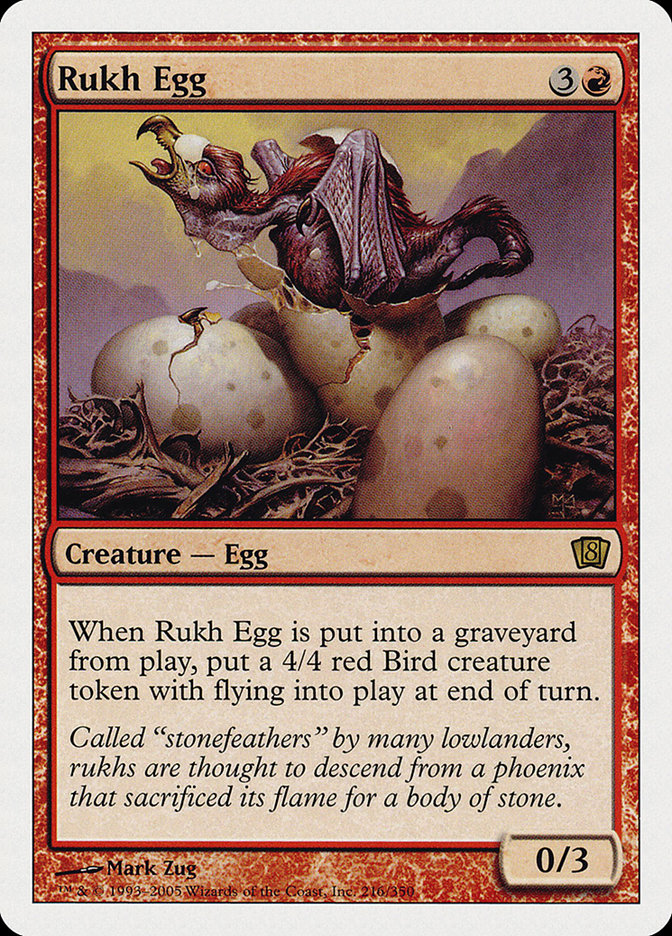 Rukh Egg 3
Creature — Egg 8
When Rukh Egg is put into a graveyard
from play, put a 4/4 red Bird creature
token with flying into play at end of turn.
Called “stonefeathers” by many lowlanders,
rukhs are thought to descend from a phoenix
that sacrificed its flame for a body of stone.
0/3
Mark Zug
™ & © 1993–2005 Wizards of the Coast, Inc. 216/350